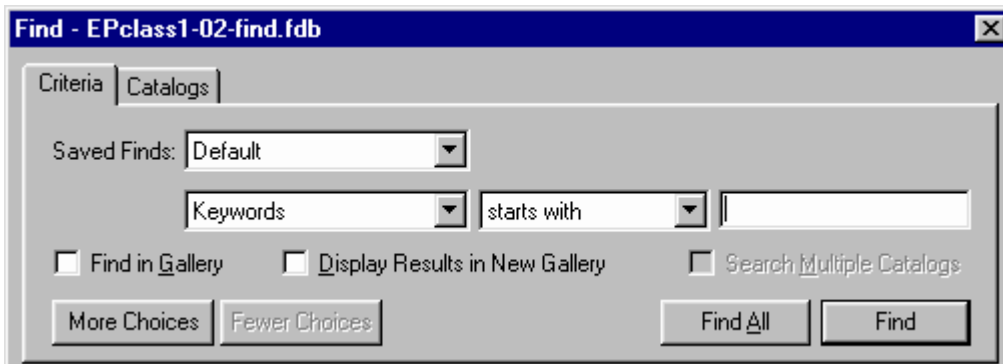 Find - EPclass1-02-find.fdb
Criteria Catalogs
Saved Finds: Default
Keywords starts with
Find in Gallery Display Results in New Gallery Search Multiple Catalogs
More Choices Fewer Choices Find All Find